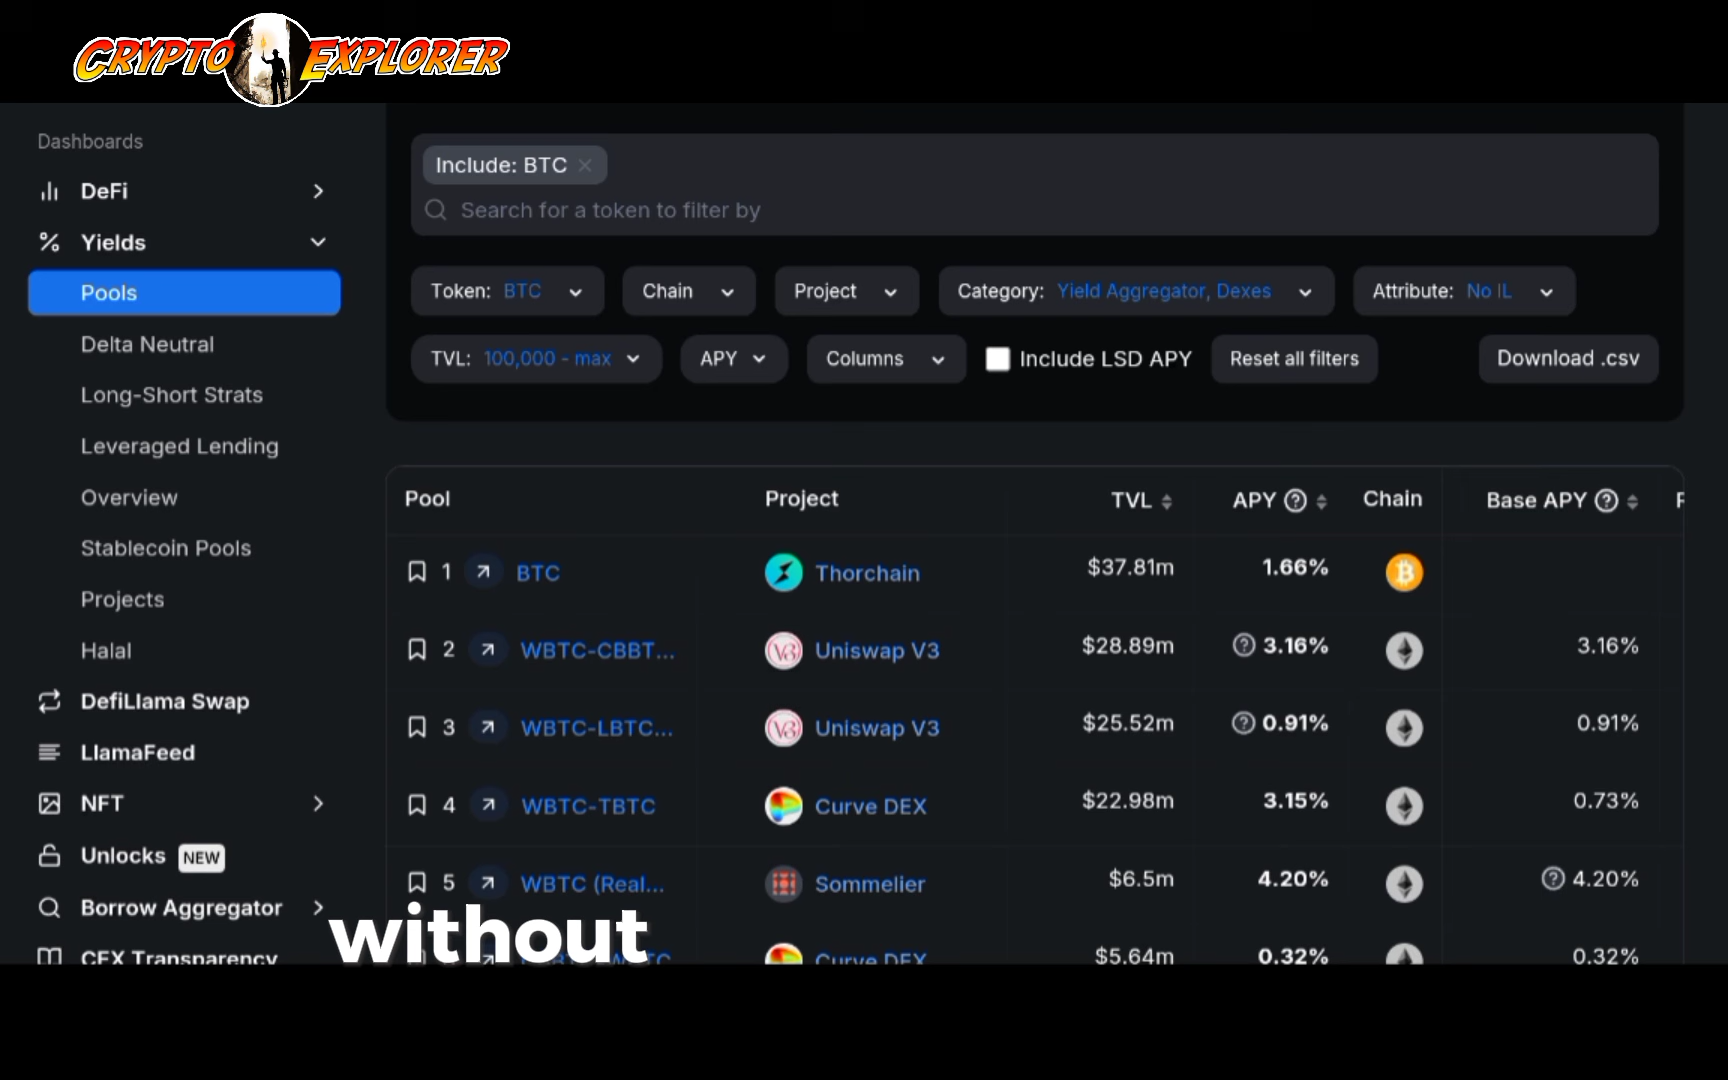 CRYPTO EXPLORER
Dashboards
DeFi
Yields
Pools
Delta Neutral
Long-Short Strats
Leveraged Lending
Overview
Stablecoin Pools
Projects
Halal
DefiLlama Swap
LlamaFeed
NFT
Unlocks NEW
Borrow Aggregator
CEX Transparency
Include: BTC
Search for a token to filter by
Token: BTC Chain Project Category: Yield Aggregator, Dexes Attribute: No IL
TVL: 100,000 - max APY Columns Include LSD APY Reset all filters Download .csv
Pool Project TVL APY Chain Base APY
1 BTC Thorchain $37.81m 1.66%
2 WBTC-CBBT... Uniswap V3 $28.89m 3.16% 3.16%
3 WBTC-LBTC... Uniswap V3 $25.52m 0.91% 0.91%
4 WBTC-TBTC Curve DEX $22.98m 3.15% 0.73%
5 WBTC (Real... Sommelier $6.5m 4.20% 4.20%
Curve DEX $5.64m 0.32% 0.32%
without